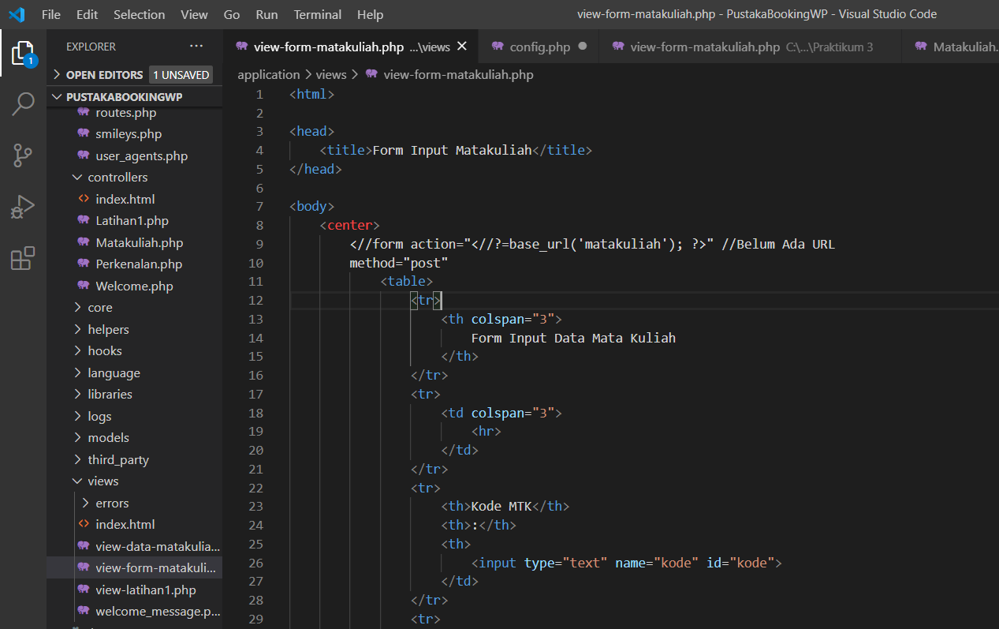 File Edit Selection View Go Run Terminal Help view-form-matakuliah.php - PustakaBookingWP - Visual Studio Code
EXPLORER ···
view-form-matakuliah.php ...\views
config.php
view-form-matakuliah.php C:\...\Praktikum 3
Matakuliah.
1
OPEN EDITORS 1 UNSAVED
PUSTAKABOOKINGWP
routes.php
smileys.php
user_agents.php
controllers
index.html
Latihan1.php
Matakuliah.php
Perkenalan.php
Welcome.php
core
helpers
hooks
language
libraries
logs
models
third_party
views
errors
index.html
view-data-matakulia...
view-form-matakuli...
view-latihan1.php
welcome_message.p...
application > views > view-form-matakuliah.php
1 <html>
2
3 <head>
4 <title>Form Input Matakuliah</title>
5 </head>
6
7 <body>
8 <center>
9 <//form action="<//?=base_url('matakuliah'); ?>" //Belum Ada URL
10 method="post"
11 <table>
12 <tr>
13 <th colspan="3">
14 Form Input Data Mata Kuliah
15 </th>
16 </tr>
17 <tr>
18 <td colspan="3">
19 <hr>
20 </td>
21 </tr>
22 <tr>
23 <th>Kode MTK</th>
24 <th>:</th>
25 <th>
26 <input type="text" name="kode" id="kode">
27 </td>
28 </tr>
29 <tr>